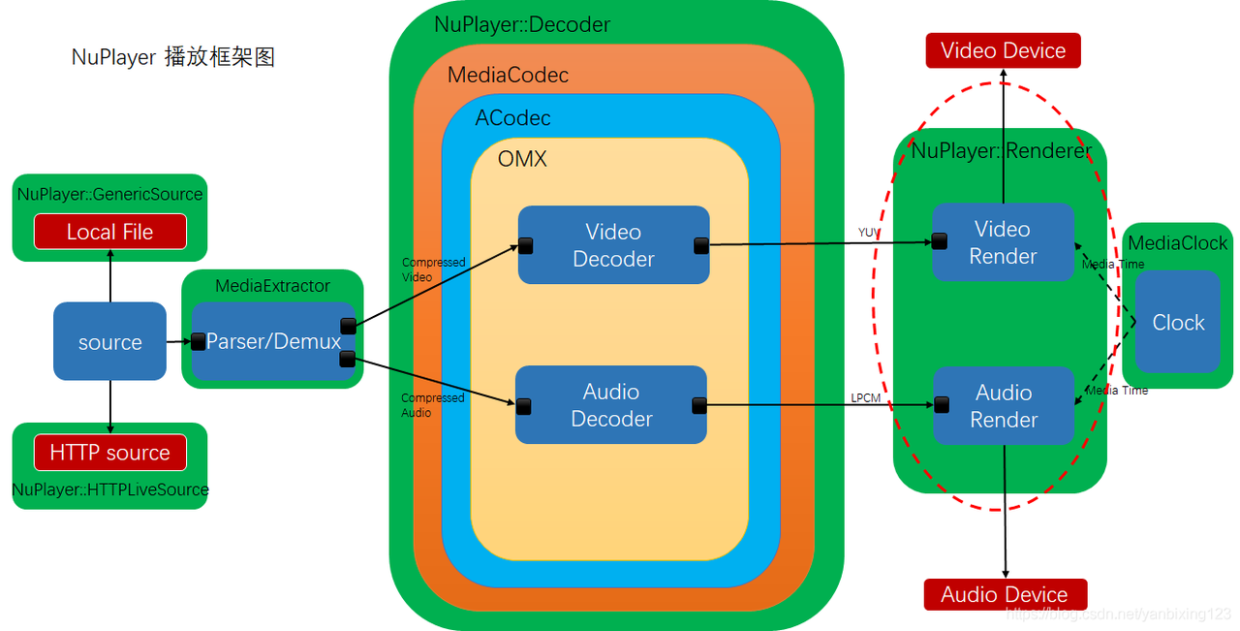 NuPlayer 播放框架图
NuPlayer::GenericSource
Local File
source
HTTP source
NuPlayer::HTTPLiveSource
MediaExtractor
Parser/Demux
Compressed
Video
Compressed
Audio
NuPlayer::Decoder
MediaCodec
ACodec
OMX
Video
Decoder
Audio
Decoder
YUV
LPCM
Video Device
NuPlayer::Renderer
Video
Render
Audio
Render
Media Time
Media Time
MediaClock
Clock
Audio Device
https://blog.csdn.net/yanbixing123